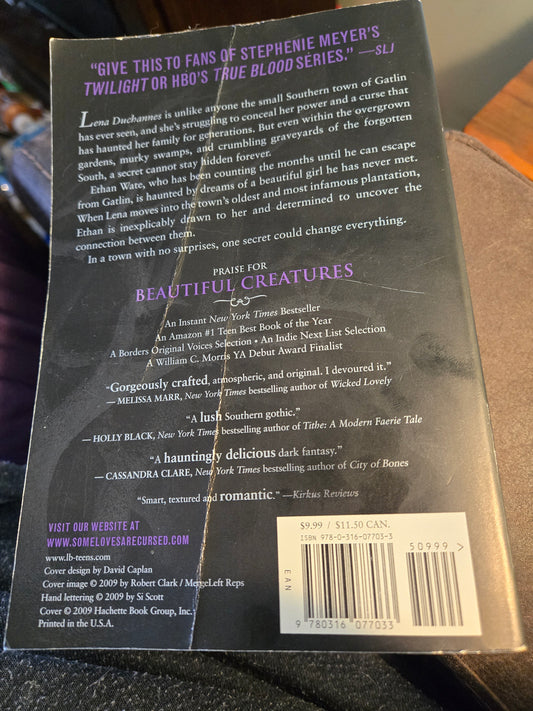 "GIVE THIS TO FANS OF STEPHENIE MEYER'S
TWILIGHT OR HBO'S TRUE BLOOD SERIES." —SLJ
Lena Duchannes is unlike anyone the small Southern town of Gatlin
has ever seen, and she's struggling to conceal her power and a curse that
has haunted her family for generations. But even within the overgrown
gardens, murky swamps, and crumbling graveyards of the forgotten
South, a secret cannot stay hidden forever.
Ethan Wate, who has been counting the months until he can escape
from Gatlin, is haunted by dreams of a beautiful girl he has never met.
When Lena moves into the town's oldest and most infamous plantation,
Ethan is inexplicably drawn to her and determined to uncover the
connection between them.
In a town with no surprises, one secret could change everything.
PRAISE FOR
BEAUTIFUL CREATURES
An Instant New York Times Bestseller
An Amazon #1 Teen Best Book of the Year
A Borders Original Voices Selection • An Indie Next List Selection
A William C. Morris YA Debut Award Finalist
"Gorgeously crafted, atmospheric, and original. I devoured it."
— MELISSA MARR, New York Times bestselling author of Wicked Lovely
"A lush Southern gothic."
— HOLLY BLACK, New York Times bestselling author of Tithe: A Modern Faerie Tale
"A hauntingly delicious dark fantasy."
— CASSANDRA CLARE, New York Times bestselling author of City of Bones
"Smart, textured and romantic." —Kirkus Reviews
VISIT OUR WEBSITE AT
WWW.SOMELOVESARECURSED.COM
www.lb-teens.com
Cover design by David Caplan
Cover image © 2009 by Robert Clark / MergeLeft Reps
Hand lettering © 2009 by Si Scott
Cover © 2009 Hachette Book Group, Inc.
Printed in the U.S.A.
$9.99 / $11.50 CAN.
ISBN 978-0-316-07703-3
50999 >
EAN
9 780316 077033